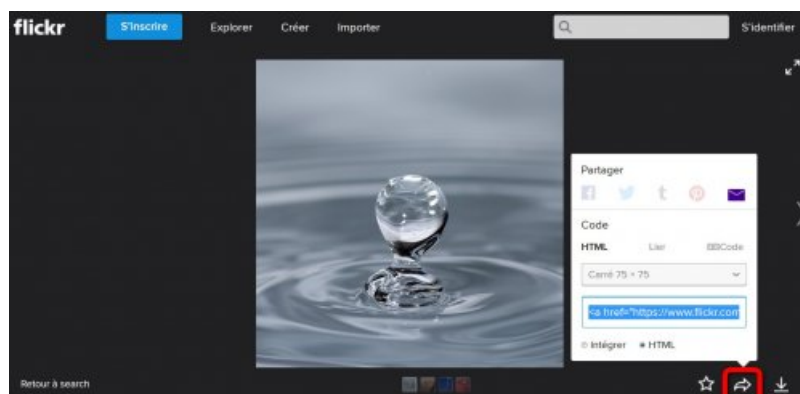 flickr S'inscrire Explorer Créer Importer S'identifier
Partager
Code
HTML Lier BBCode
Carré 75 × 75
<a href="https://www.flickr.com
Intégrer HTML
Retour à search